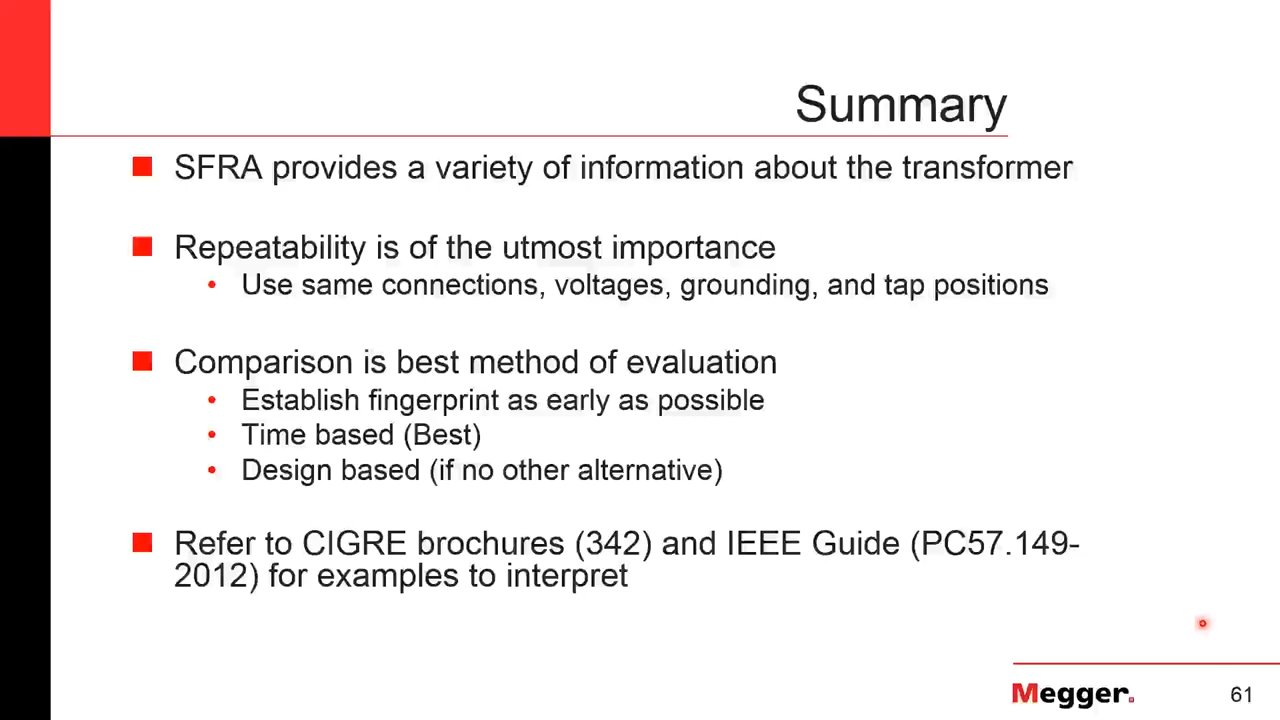 Summary
SFRA provides a variety of information about the transformer
Repeatability is of the utmost importance
Use same connections, voltages, grounding, and tap positions
Comparison is best method of evaluation
Establish fingerprint as early as possible
Time based (Best)
Design based (if no other alternative)
Refer to CIGRE brochures (342) and IEEE Guide (PC57.149-
2012) for examples to interpret
Megger.
61